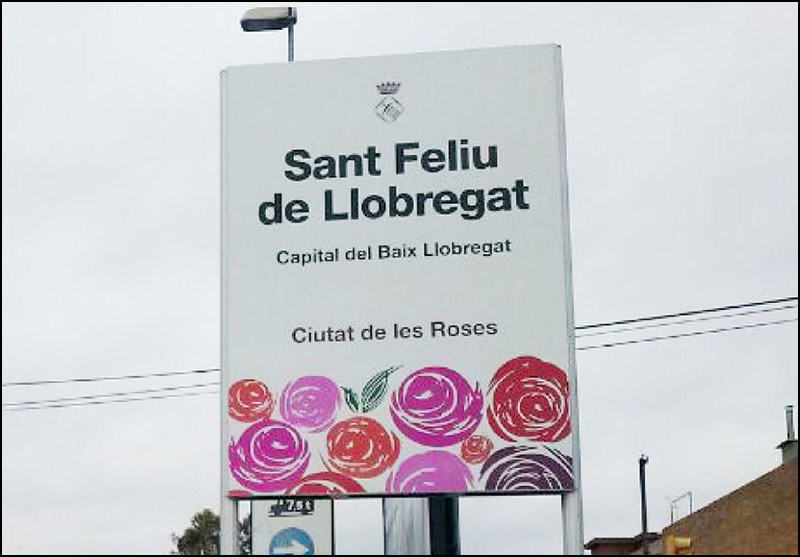 Sant Feliu
de Llobregat
Capital del Baix Llobregat
Ciutat de les Roses